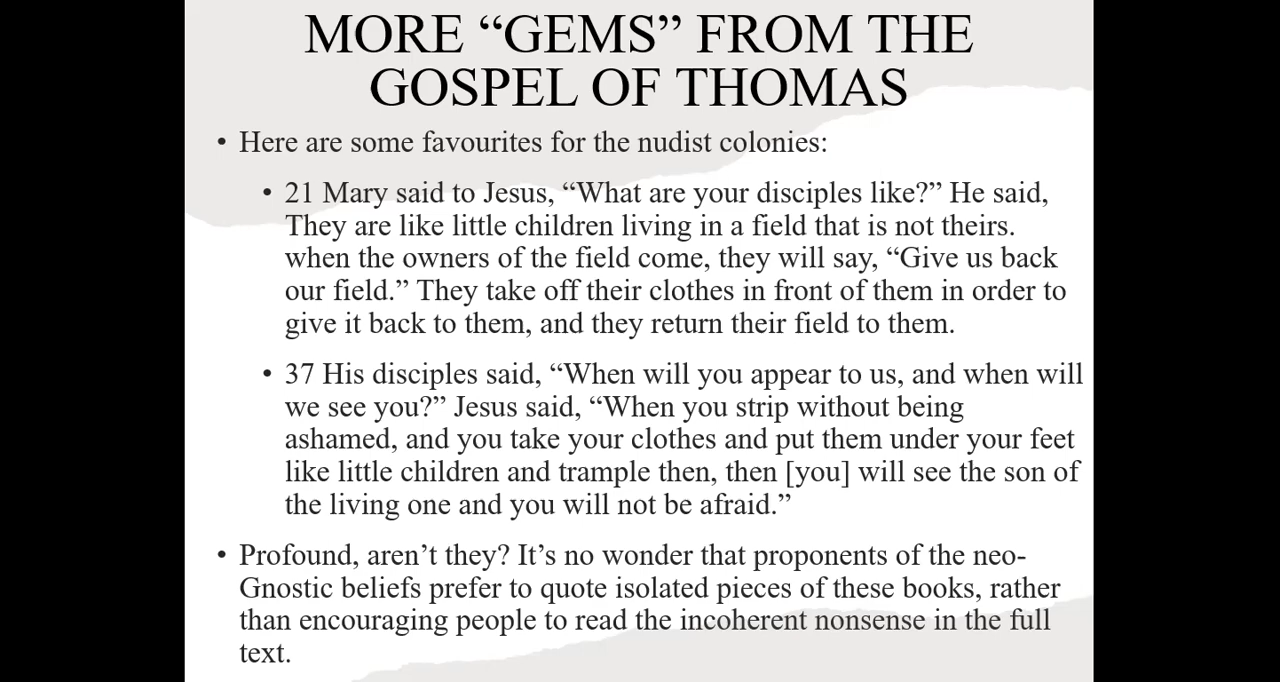 MORE “GEMS” FROM THE
GOSPEL OF THOMAS
• Here are some favourites for the nudist colonies:
• 21 Mary said to Jesus, “What are your disciples like?” He said,
They are like little children living in a field that is not theirs.
when the owners of the field come, they will say, “Give us back
our field.” They take off their clothes in front of them in order to
give it back to them, and they return their field to them.
• 37 His disciples said, “When will you appear to us, and when will
we see you?” Jesus said, “When you strip without being
ashamed, and you take your clothes and put them under your feet
like little children and trample then, then [you] will see the son of
the living one and you will not be afraid.”
• Profound, aren’t they? It’s no wonder that proponents of the neo-
Gnostic beliefs prefer to quote isolated pieces of these books, rather
than encouraging people to read the incoherent nonsense in the full
text.